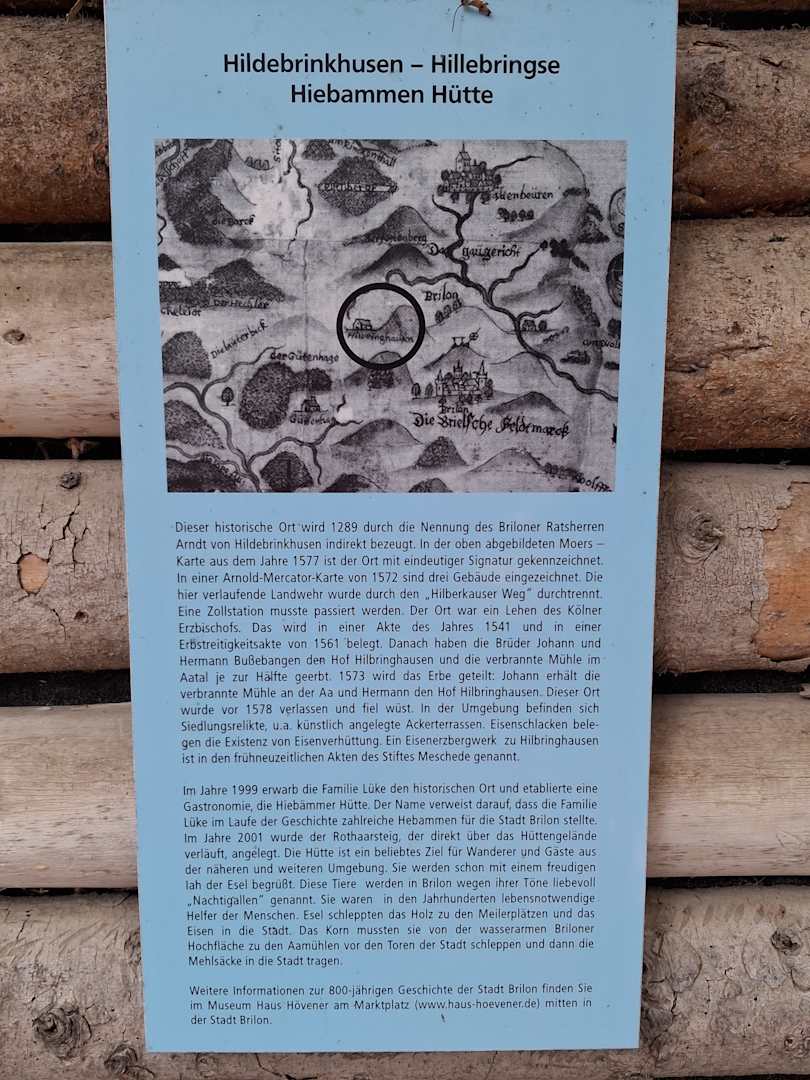 Hildebrinkhusen – Hillebringse
Hiebammen Hütte
die Borck
Der Hechler
Brilon
Hilbringhausen
der Gütenhage
Gütenhag
Brilon
Dieser historische Ort wird 1289 durch die Nennung des Briloner Ratsherren
Arndt von Hildebrinkhusen indirekt bezeugt. In der oben abgebildeten Moers –
Karte aus dem Jahre 1577 ist der Ort mit eindeutiger Signatur gekennzeichnet.
In einer Arnold-Mercator-Karte von 1572 sind drei Gebäude eingezeichnet. Die
hier verlaufende Landwehr wurde durch den „Hilberkauser Weg" durchtrennt.
Eine Zollstation musste passiert werden. Der Ort war ein Lehen des Kölner
Erzbischofs. Das wird in einer Akte des Jahres 1541 und in einer
Erbstreitigkeitsakte von 1561 belegt. Danach haben die Brüder Johann und
Hermann Bußebangen den Hof Hilbringhausen und die verbrannte Mühle im
Aatal je zur Hälfte geerbt. 1573 wird das Erbe geteilt: Johann erhält die
verbrannte Mühle an der Aa und Hermann den Hof Hilbringhausen. Dieser Ort
wurde vor 1578 verlassen und fiel wüst. In der Umgebung befinden sich
Siedlungsrelikte, u.a. künstlich angelegte Ackerterrassen. Eisenschlacken bele-
gen die Existenz von Eisenverhüttung. Ein Eisenerzbergwerk zu Hilbringhausen
ist in den frühneuzeitlichen Akten des Stiftes Meschede genannt.
Im Jahre 1999 erwarb die Familie Lüke den historischen Ort und etablierte eine
Gastronomie, die Hiebämmer Hütte. Der Name verweist darauf, dass die Familie
Lüke im Laufe der Geschichte zahlreiche Hebammen für die Stadt Brilon stellte.
Im Jahre 2001 wurde der Rothaarsteig, der direkt über das Hüttengelände
verläuft, angelegt. Die Hütte ist ein beliebtes Ziel für Wanderer und Gäste aus
der näheren und weiteren Umgebung. Sie werden schon mit einem freudigen
Iah der Esel begrüßt. Diese Tiere werden in Brilon wegen ihrer Töne liebevoll
„Nachtigallen" genannt. Sie waren in den Jahrhunderten lebensnotwendige
Helfer der Menschen. Esel schleppten das Holz zu den Meilerplätzen und das
Eisen in die Stadt. Das Korn mussten sie von der wasserarmen Briloner
Hochfläche zu den Aamühlen vor den Toren der Stadt schleppen und dann die
Mehlsäcke in die Stadt tragen.
Weitere Informationen zur 800-jährigen Geschichte der Stadt Brilon finden Sie
im Museum Haus Hövener am Marktplatz (www.haus-hoevener.de) mitten in
der Stadt Brilon.